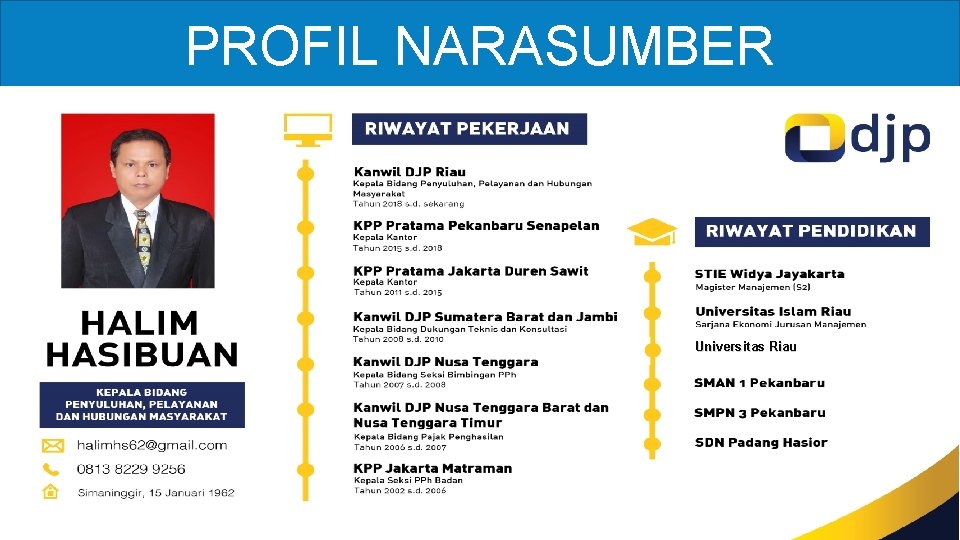 PROFIL NARASUMBER
HALIM
HASIBUAN
KEPALA BIDANG
PENYULUHAN, PELAYANAN
DAN HUBUNGAN MASYARAKAT
halimhs62@gmail.com
0813 8229 9256
Simaninggir, 15 Januari 1962
RIWAYAT PEKERJAAN
Kanwil DJP Riau
Kepala Bidang Penyuluhan, Pelayanan dan Hubungan
Masyarakat
Tahun 2018 s.d. sekarang
KPP Pratama Pekanbaru Senapelan
Kepala Kantor
Tahun 2015 s.d. 2018
KPP Pratama Jakarta Duren Sawit
Kepala Kantor
Tahun 2011 s.d. 2015
Kanwil DJP Sumatera Barat dan Jambi
Kepala Bidang Dukungan Teknis dan Konsultasi
Tahun 2008 s.d. 2010
Kanwil DJP Nusa Tenggara
Kepala Bidang Seksi Bimbingan PPh
Tahun 2007 s.d. 2008
Kanwil DJP Nusa Tenggara Barat dan
Nusa Tenggara Timur
Kepala Bidang Pajak Penghasilan
Tahun 2006 s.d. 2007
KPP Jakarta Matraman
Kepala Seksi PPh Badan
Tahun 2002 s.d. 2006
djp
RIWAYAT PENDIDIKAN
STIE Widya Jayakarta
Magister Manajemen (S2)
Universitas Islam Riau
Sarjana Ekonomi Jurusan Manajemen
Universitas Riau
SMAN 1 Pekanbaru
SMPN 3 Pekanbaru
SDN Padang Hasior